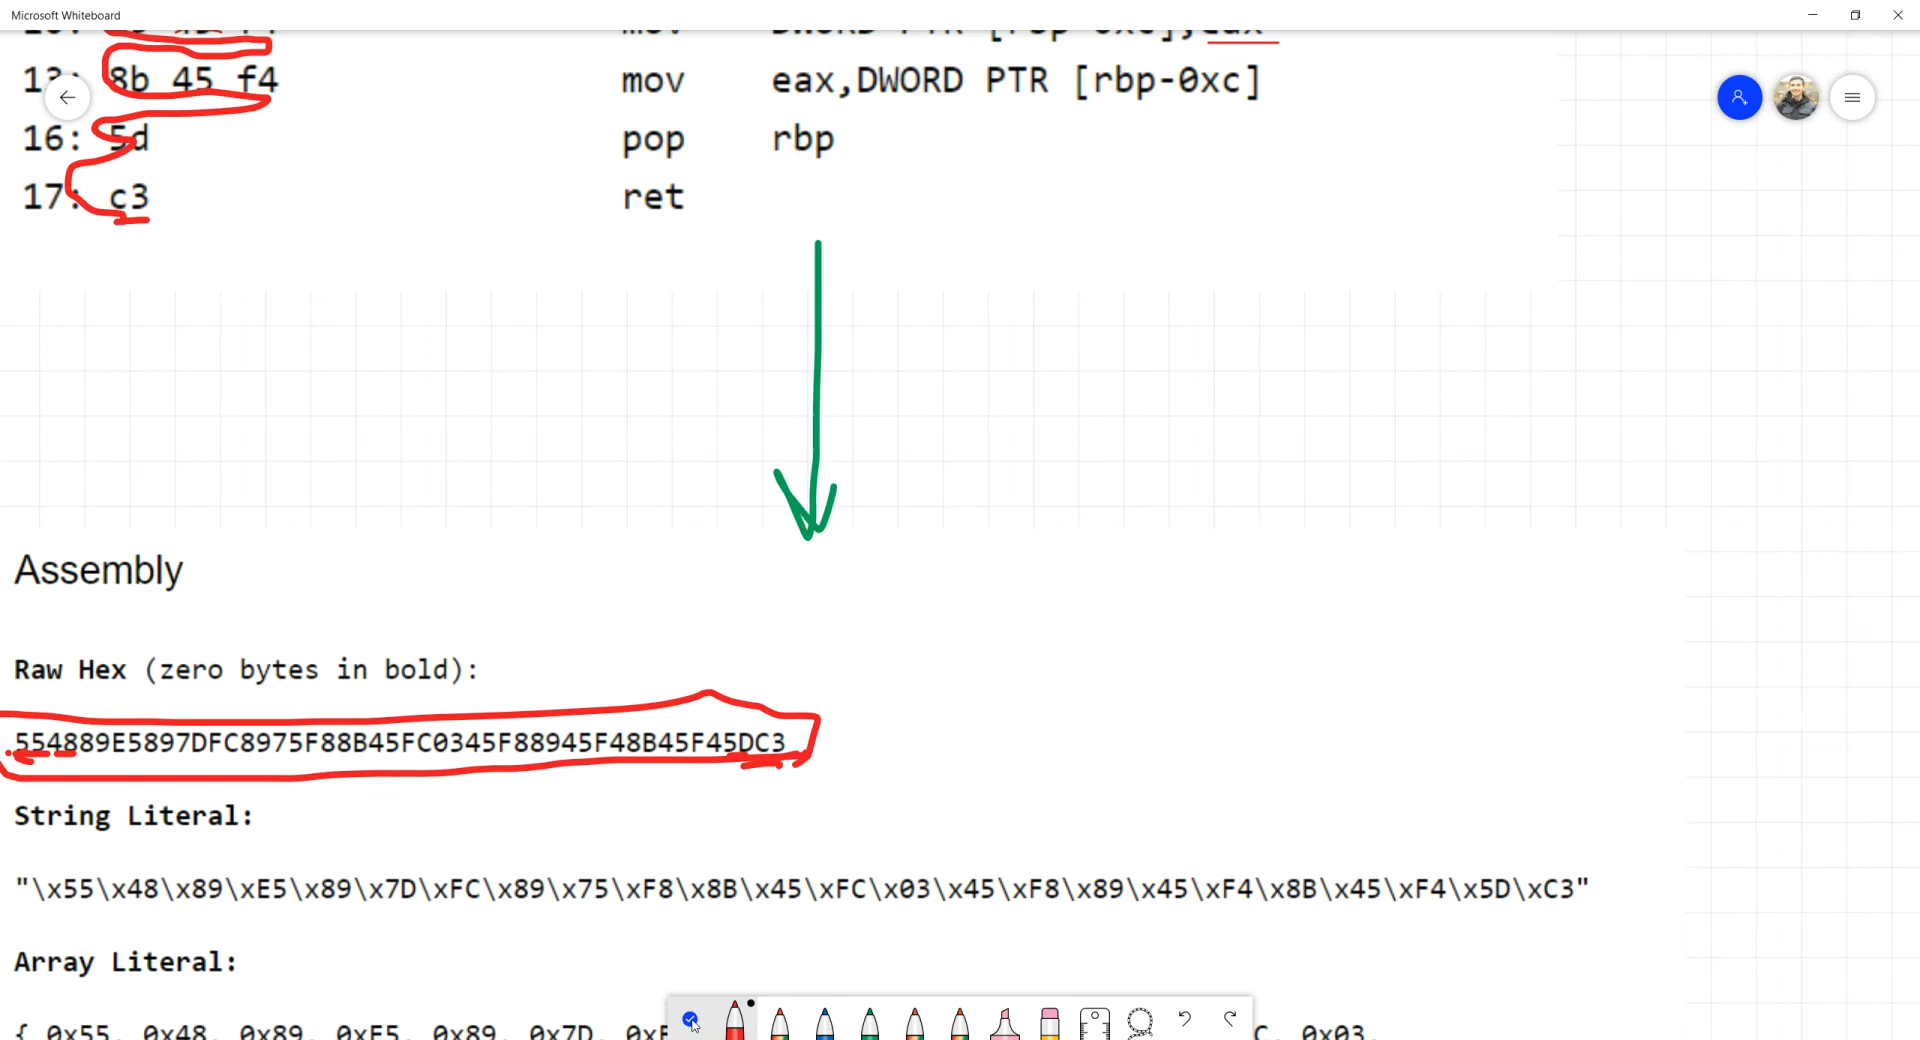 Microsoft Whiteboard
8b 45 f4 mov eax,DWORD PTR [rbp-0xc]
16: 5d pop rbp
17: c3 ret
Assembly
Raw Hex (zero bytes in bold):
554889E5897DFC8975F88B45FC0345F88945F48B45F45DC3
String Literal:
"\x55\x48\x89\xE5\x89\x7D\xFC\x89\x75\xF8\x8B\x45\xFC\x03\x45\xF8\x89\x45\xF4\x8B\x45\xF4\x5D\xC3"
Array Literal:
{ 0x55, 0x48, 0x89, 0xE5, 0x89, 0x7D, 0x03,